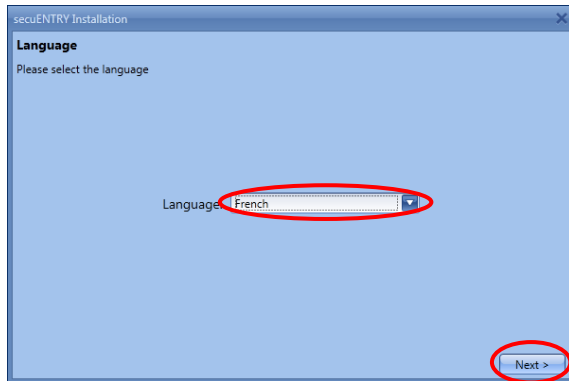 secuENTRY Installation
Language
Please select the language
Language: French
Next >